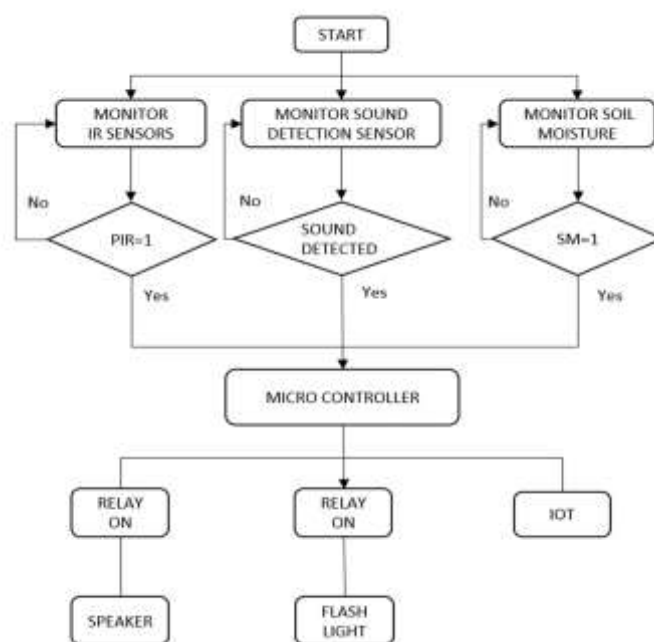 START
MONITOR
IR SENSORS
MONITOR SOUND
DETECTION SENSOR
MONITOR SOIL
MOISTURE
No
No
No
PIR=1
SOUND
DETECTED
SM=1
Yes
Yes
Yes
MICRO CONTROLLER
RELAY
ON
RELAY
ON
IOT
SPEAKER
FLASH
LIGHT